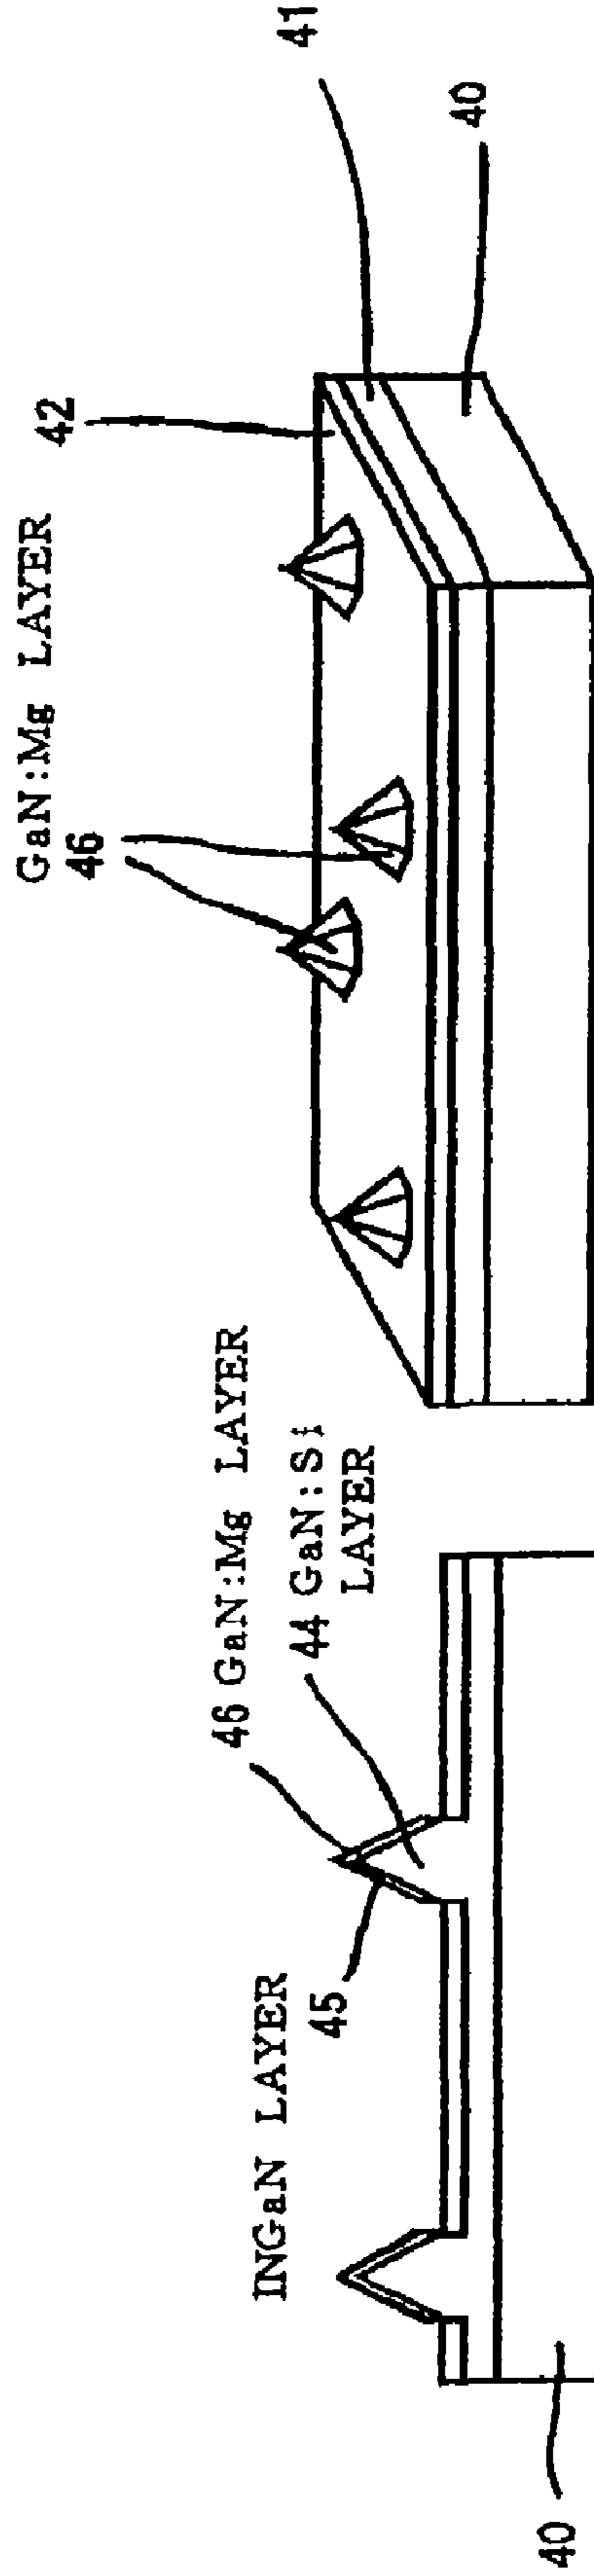 INGaN LAYER
45
46 GaN:Mg LAYER
44 GaN:Si
LAYER
40
GaN:Mg LAYER
46
42
41
40